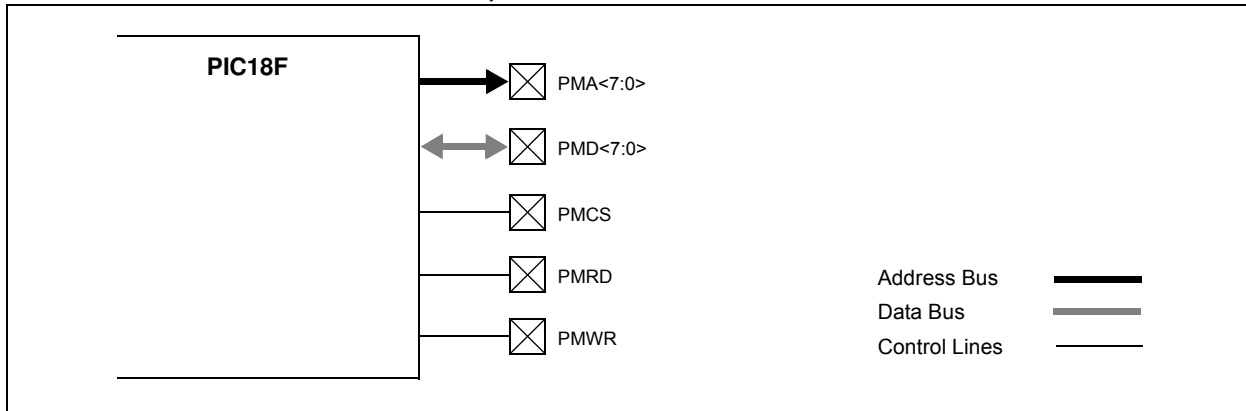 PIC18F
PMA<7:0>
PMD<7:0>
PMCS
PMRD
PMWR
Address Bus
Data Bus
Control Lines